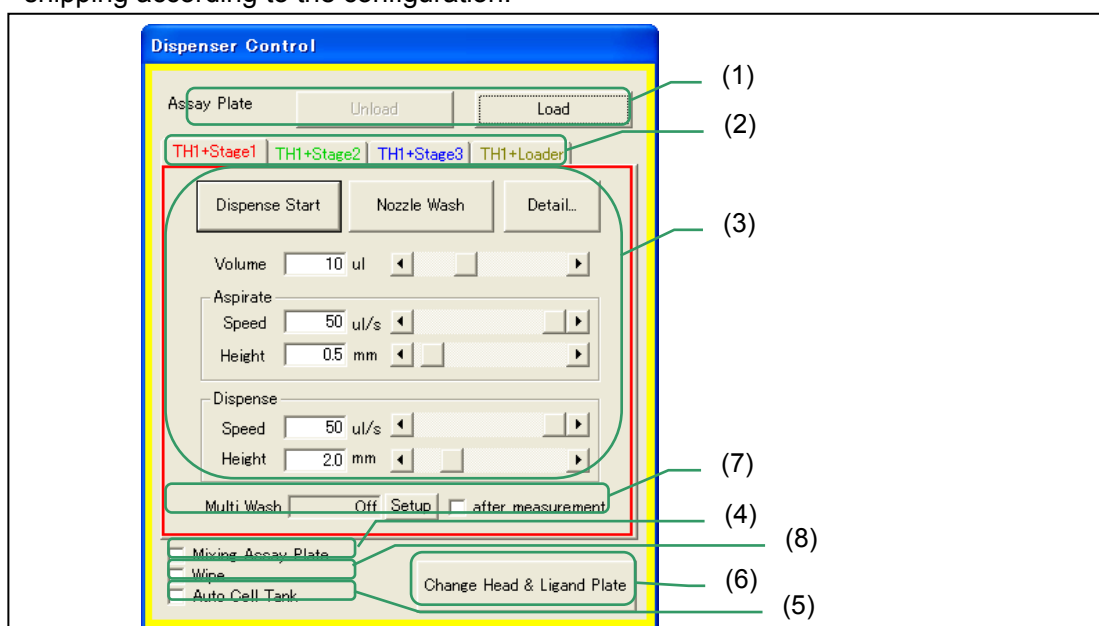 shipping according to the configuration.
Dispenser Control
(1)
Assay Plate Unload Load
(2)
TH1+Stage1 TH1+Stage2 TH1+Stage3 TH1+Loader
Dispense Start Nozzle Wash Detail...
(3)
Volume 10 ul
Aspirate
Speed 50 ul/s
Height 0.5 mm
Dispense
Speed 50 ul/s
Height 2.0 mm
(7)
Multi Wash Off Setup after measurement
(4)
Mixing Assay Plate
(8)
Wipe
Change Head & Ligand Plate
(6)
Auto Cell Tank
(5)